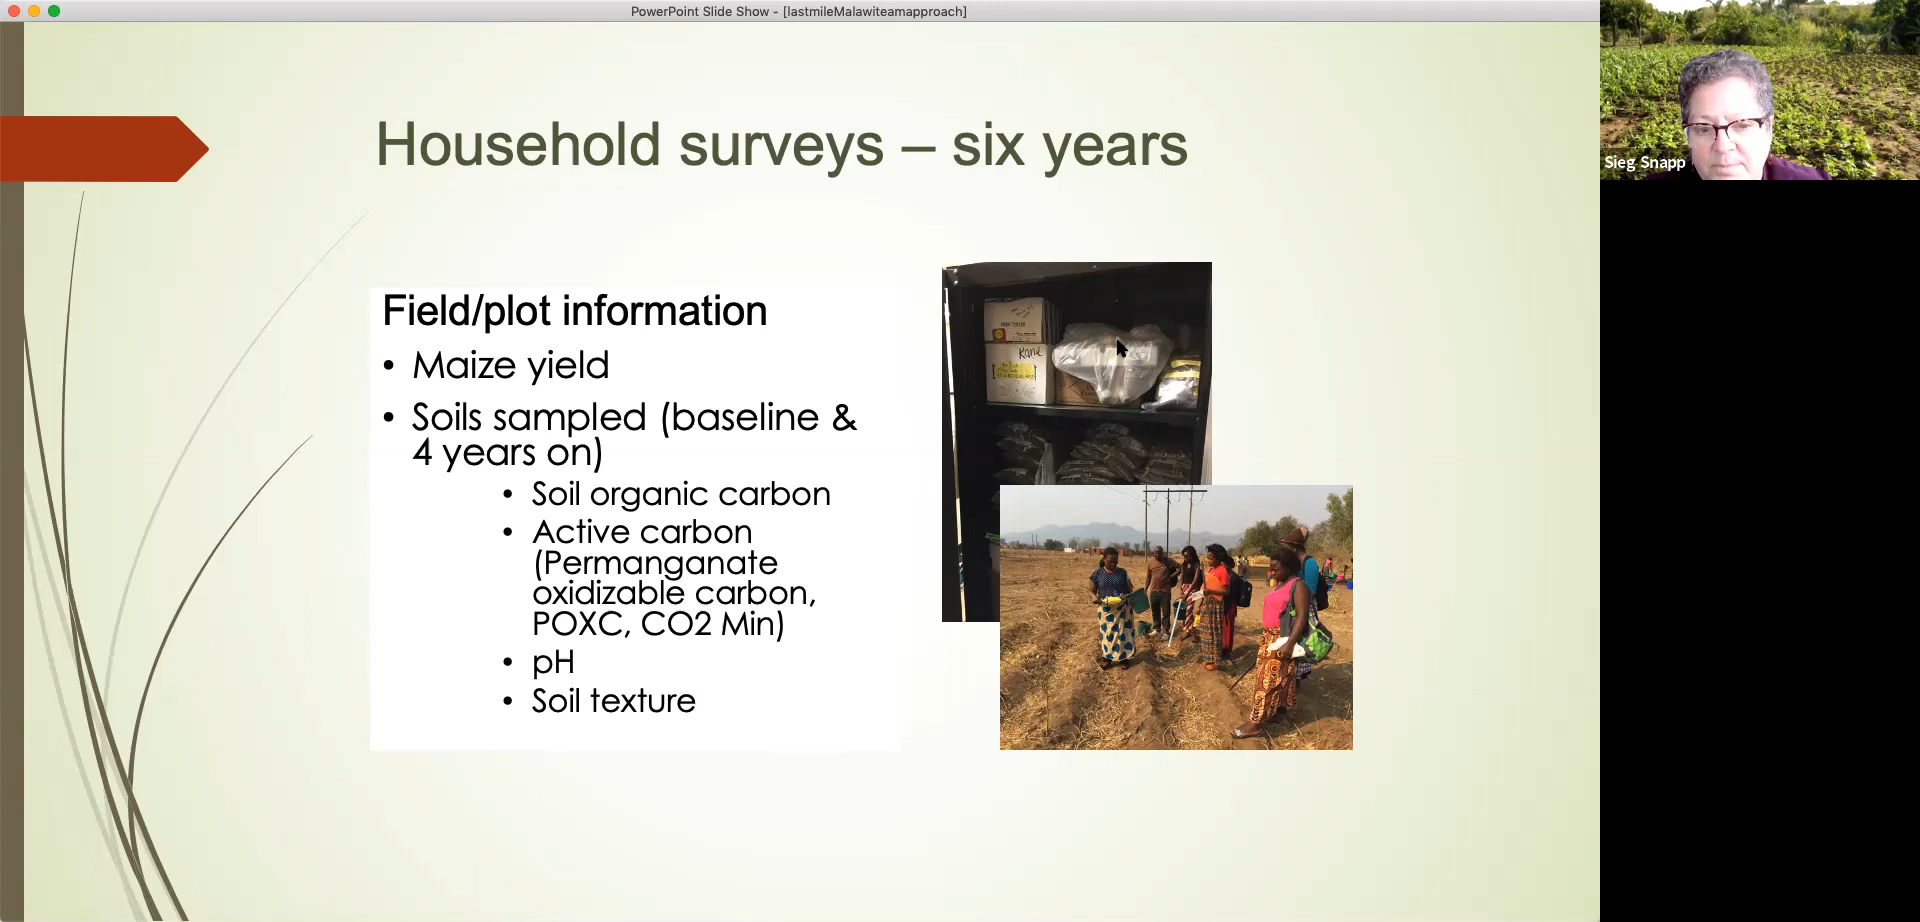 PowerPoint Slide Show - [lastmileMalawiteamapproach]
Household surveys – six years
Sieg Snapp
Field/plot information
• Maize yield
• Soils sampled (baseline &
4 years on)
• Soil organic carbon
• Active carbon
(Permanganate
oxidizable carbon,
POXC, CO2 Min)
• pH
• Soil texture